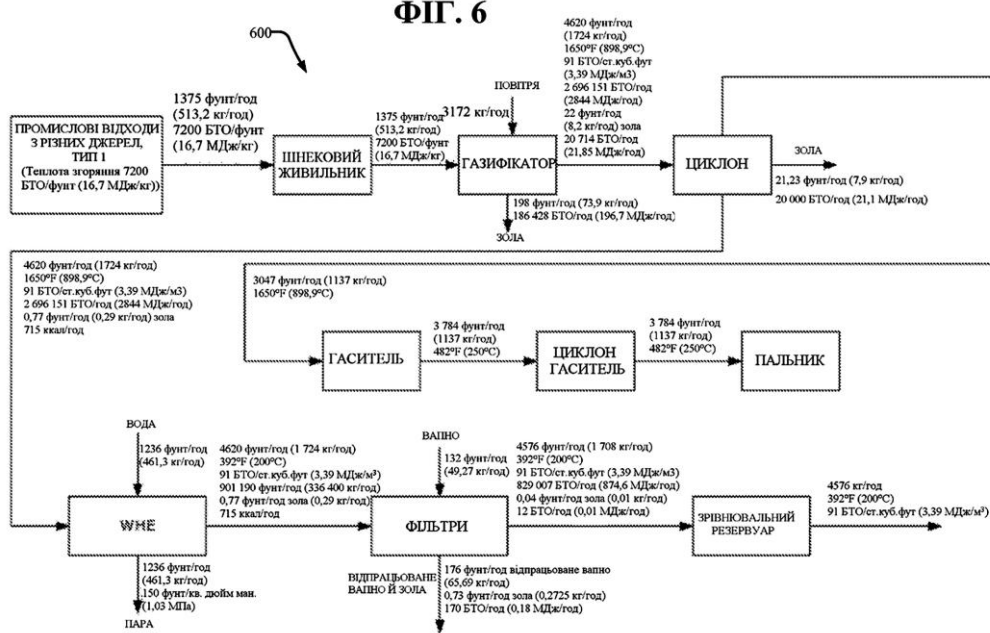 ФІГ. 6
600
ПРОМИСЛОВІ ВІДХОДИ
З РІЗНИХ ДЖЕРЕЛ,
ТИП 1
(Теплота згоряння 7200
БТО/фунт (16,7 МДж/кг))
1375 фунт/год
(513,2 кг/год)
7200 БТО/фунт
(16,7 МДж/кг)
ШНЕКОВИЙ
ЖИВИЛЬНИК
1375 фунт/год
(513,2 кг/год)
7200 БТО/фунт
(16,7 МДж/кг)
ПОВІТРЯ
3172 кг/год
ГАЗИФІКАТОР
198 фунт/год (73,9 кг/год)
186 428 БТО/год (196,7 МДж/год)
ЗОЛА
4620 фунт/год
(1724 кг/год)
1650°F (898,9°C)
91 БТО/ст.куб.фут
(3,39 МДж/м3)
2 696 151 БТО/год
(2844 МДж/год)
22 фунт/год
(8,2 кг/год) зола
20 714 БТО/год
(21,85 МДж/год)
ЦИКЛОН
ЗОЛА
21,23 фунт/год (7,9 кг/год)
20 000 БТО/год (21,1 МДж/год)
4620 фунт/год (1724 кг/год)
1650°F (898,9°C)
91 БТО/ст.куб.фут (3,39 МДж/м3)
2 696 151 БТО/год (2844 МДж/год)
0,77 фунт/год (0,29 кг/год) зола
715 ккал/год
3047 фунт/год (1137 кг/год)
1650°F (898,9°C)
ГАСИТЕЛЬ
3 784 фунт/год
(1137 кг/год)
482°F (250°C)
ЦИКЛОН
ГАСИТЕЛЬ
3 784 фунт/год
(1137 кг/год)
482°F (250°C)
ПАЛЬНИК
ВОДА
1236 фунт/год
(461,3 кг/год)
WHE
1236 фунт/год
(461,3 кг/год)
.150 фунт/кв. дюйм ман.
(1,03 МПа)
ПАРА
4620 фунт/год (1 724 кг/год)
392°F (200°C)
91 БТО/ст.куб.фут (3,39 МДж/м³)
901 190 фунт/год (336 400 кг/год)
0,77 фунт/год зола (0,29 кг/год)
715 ккал/год
ВАПНО
132 фунт/год
(49,27 кг/год)
ФІЛЬТРИ
ВІДПРАЦЬОВАНЕ
ВАПНО Й ЗОЛА
176 фунт/год відпрацьоване вапно
(65,69 кг/год)
0,73 фунт/год зола (0,2725 кг/год)
170 БТО/год (0,18 МДж/год)
4576 фунт/год (1 708 кг/год)
392°F (200°C)
91 БТО/ст.куб.фут (3,39 МДж/м3)
829 007 БТО/год (874,6 МДж/год)
0,04 фунт/год зола (0,01 кг/год)
12 БТО/год (0,01 МДж/год)
ЗРІВНЮВАЛЬНИЙ
РЕЗЕРВУАР
4576 кг/год
392°F (200°C)
91 БТО/ст.куб.фут (3,39 МДж/м³)